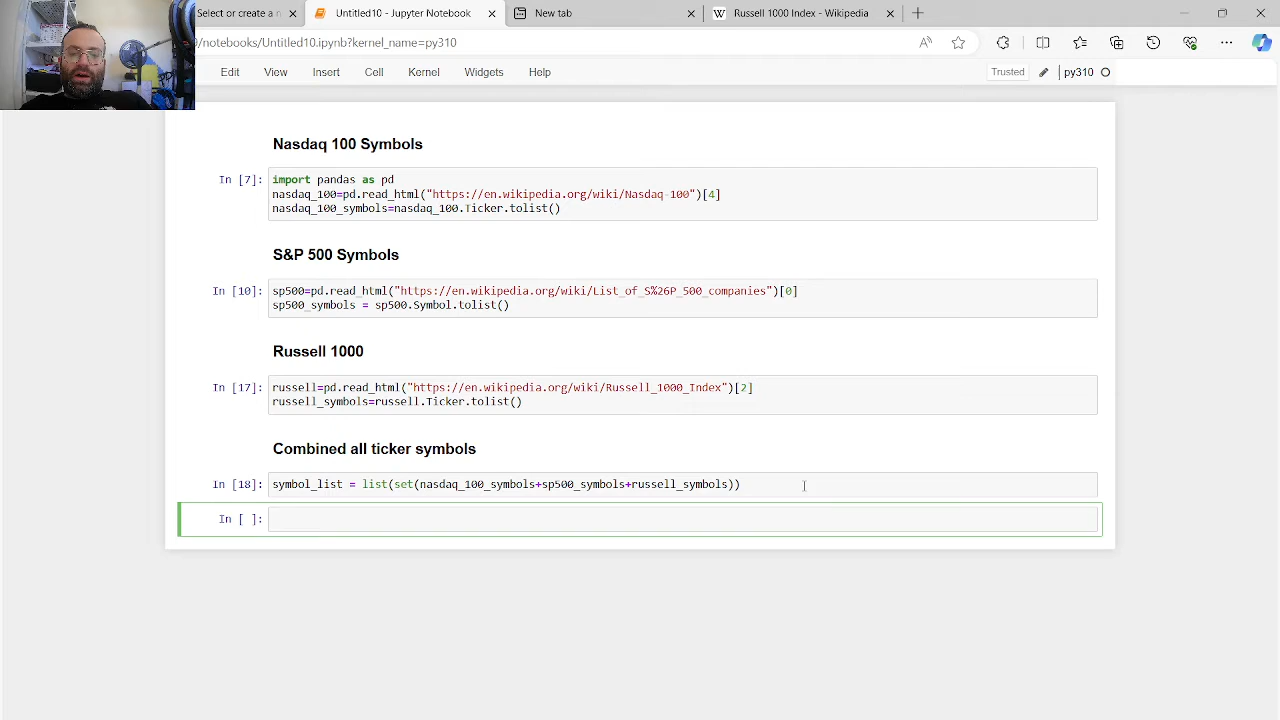 Select or create a n
Untitled10 - Jupyter Notebook
New tab
Russell 1000 Index - Wikipedia
/notebooks/Untitled10.ipynb?kernel_name=py310
Edit View Insert Cell Kernel Widgets Help
Trusted
py310
Nasdaq 100 Symbols
In [7]: import pandas as pd
nasdaq_100=pd.read_html("https://en.wikipedia.org/wiki/Nasdaq-100")[4]
nasdaq_100_symbols=nasdaq_100.Ticker.tolist()
S&P 500 Symbols
In [10]: sp500=pd.read_html("https://en.wikipedia.org/wiki/List_of_S%26P_500_companies")[0]
sp500_symbols = sp500.Symbol.tolist()
Russell 1000
In [17]: russell=pd.read_html("https://en.wikipedia.org/wiki/Russell_1000_Index")[2]
russell_symbols=russell.Ticker.tolist()
Combined all ticker symbols
In [18]: symbol_list = list(set(nasdaq_100_symbols+sp500_symbols+russell_symbols))
In [ ]: